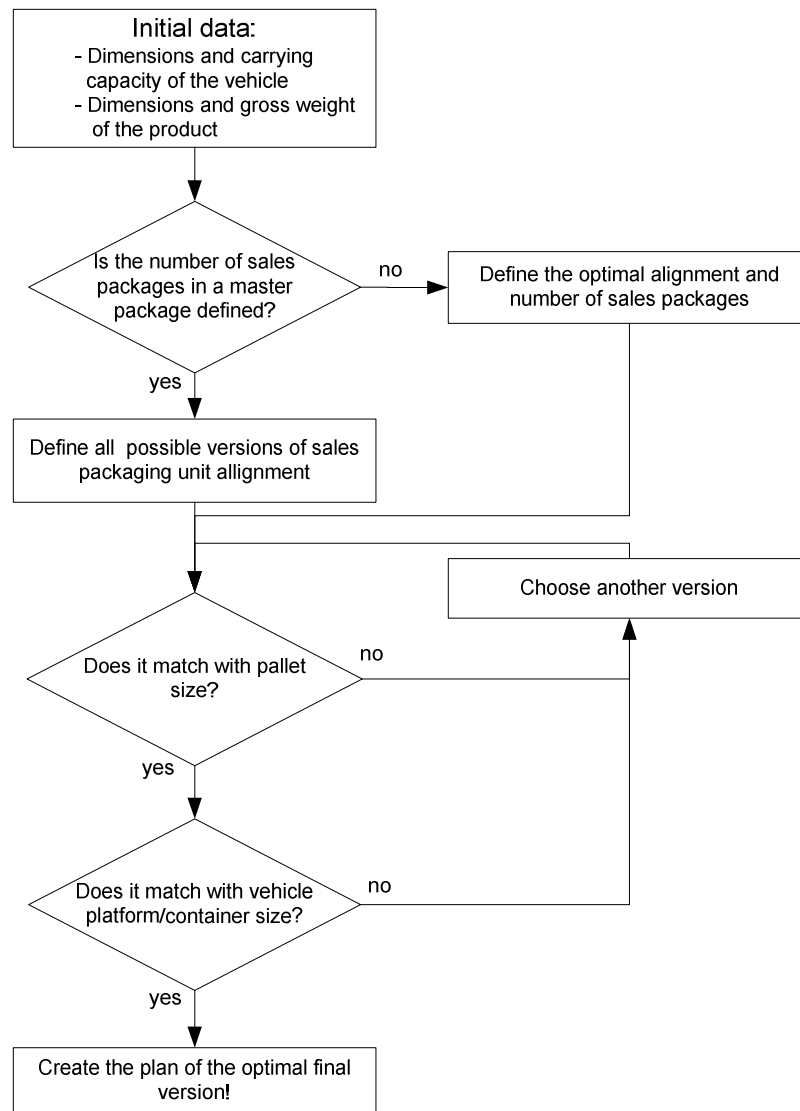 Initial data:
- Dimensions and carrying
capacity of the vehicle
- Dimensions and gross weight
of the product
Is the number of sales
packages in a master
package defined?
no
Define the optimal alignment and
number of sales packages
yes
Define all  possible versions of sales
packaging unit allignment
Choose another version
Does it match with pallet
size?
no
yes
Does it match with vehicle
platform/container size?
no
yes
Create the plan of the optimal final
version!